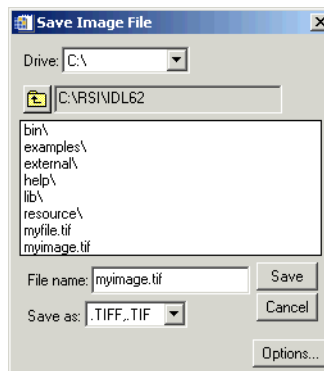 Save Image File
Drive: C:\
C:\RSI\IDL62
bin\
examples\
external\
help\
lib\
resource\
myfile.tif
myimage.tif
File name: myimage.tif
Save
Save as: .TIFF,.TIF
Cancel
Options...